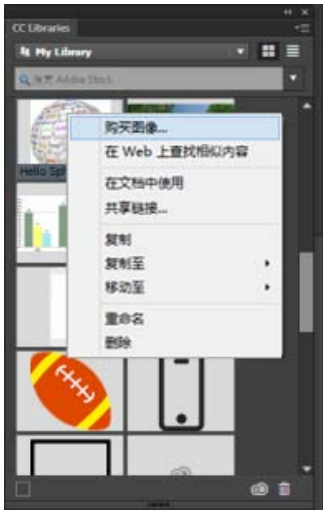 CC Libraries
My Library
搜索 Adobe Stock
Hello Sph
购买图像...
在 Web 上查找相似内容
在文档中使用
共享链接...
复制
复制至
移动至
重命名
删除